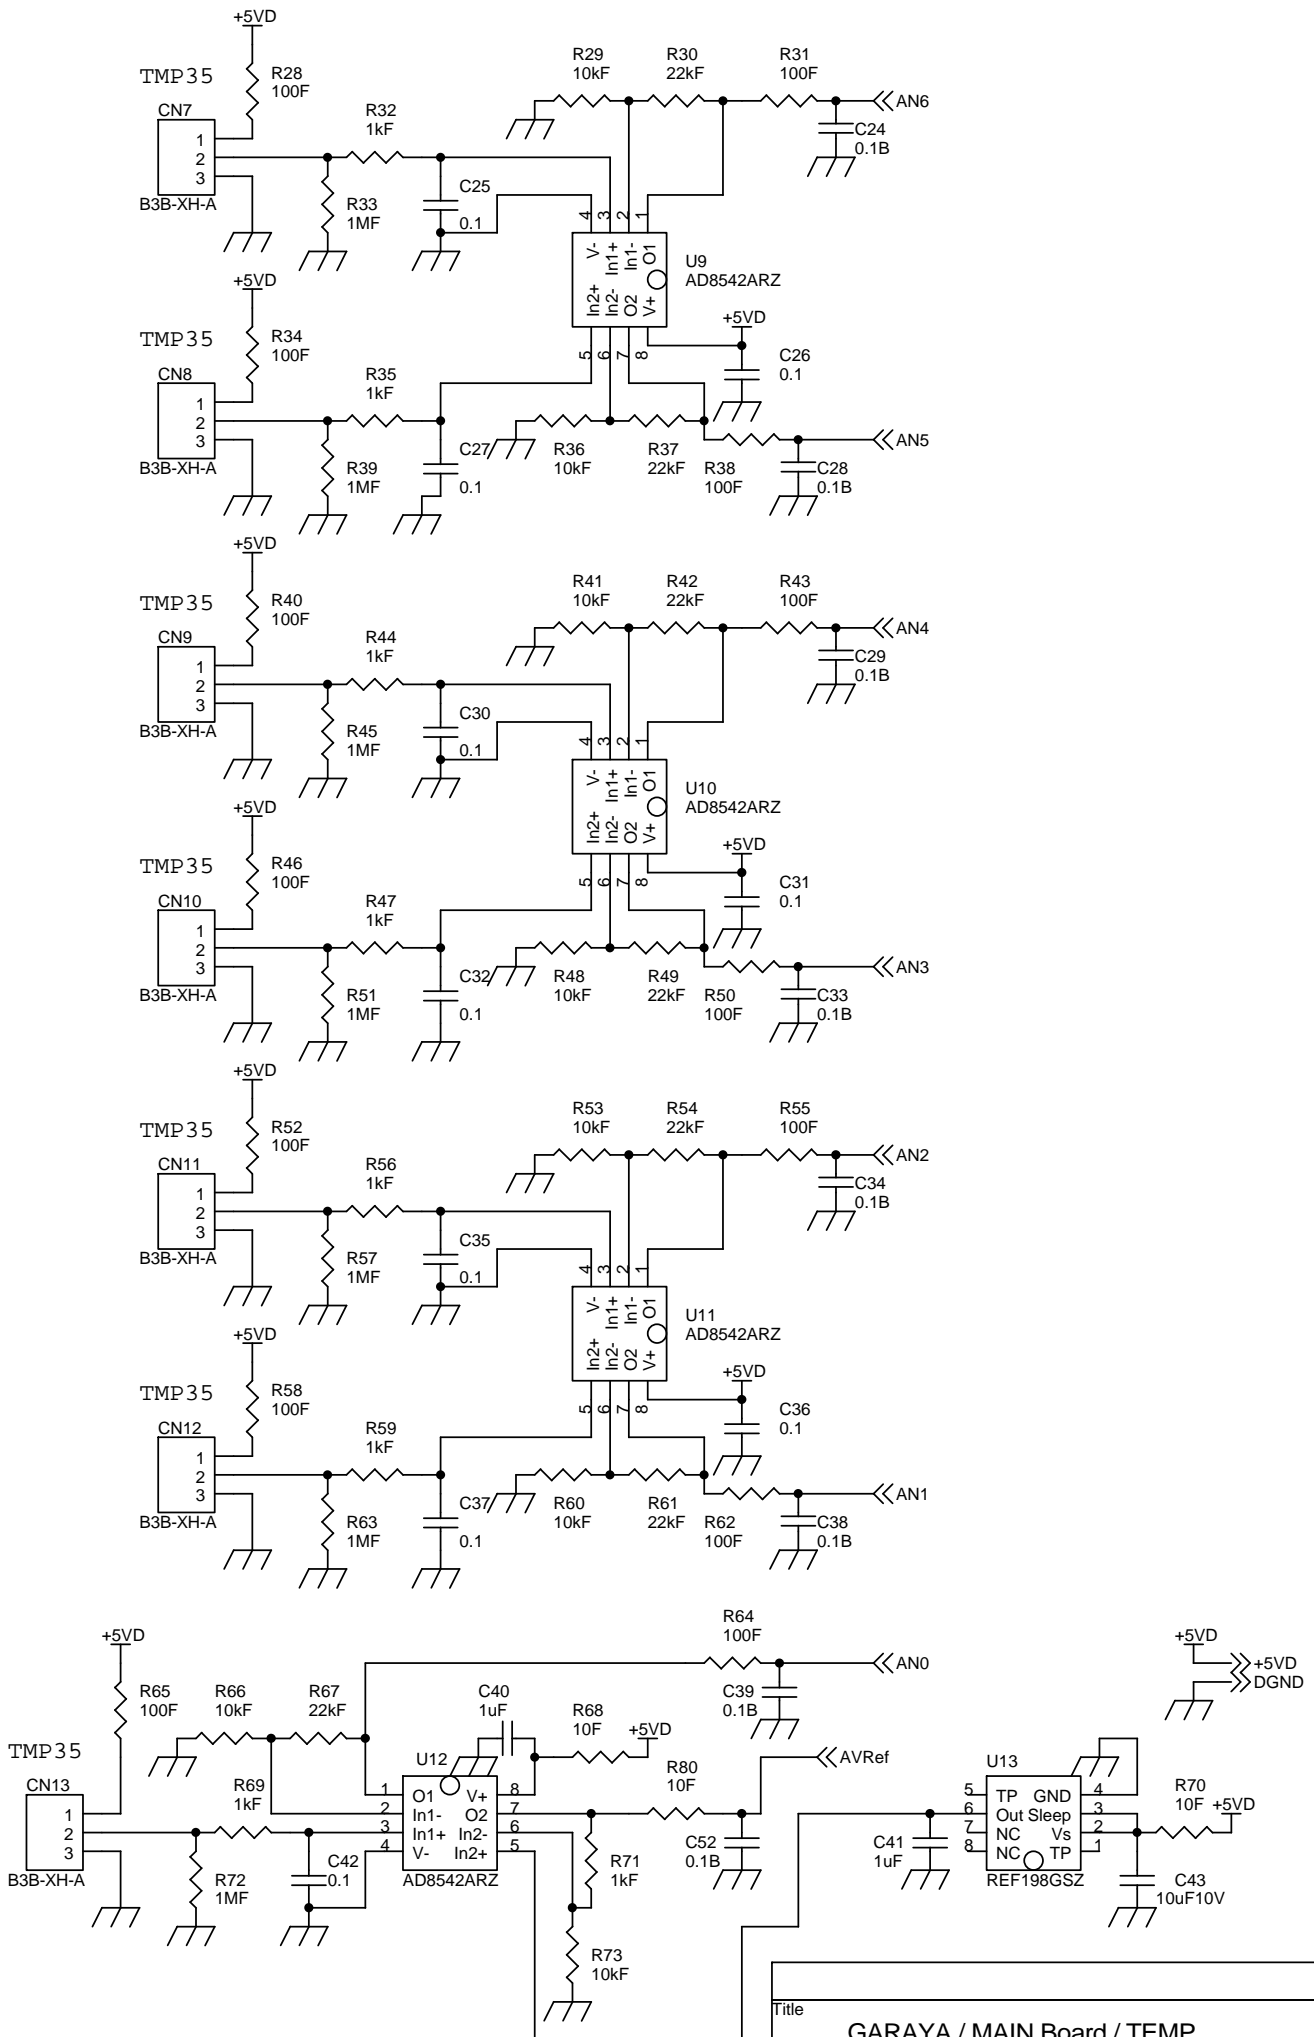 +5VD
TMP35
R28
100F
CN7
1
2
3
B3B-XH-A
R32
1kF
R33
1MF
C25
0.1
R29
10kF
R30
22kF
R31
100F
AN6
C24
0.1B
4
3
2
1
V-
In1+
In1-
O1
In2+
In2-
O2
V+
5
6
7
8
U9
AD8542ARZ
+5VD
C26
0.1
+5VD
TMP35
R34
100F
CN8
1
2
3
B3B-XH-A
R35
1kF
R39
1MF
C27
0.1
R36
10kF
R37
22kF
R38
100F
AN5
C28
0.1B
+5VD
TMP35
R40
100F
CN9
1
2
3
B3B-XH-A
R44
1kF
R45
1MF
C30
0.1
R41
10kF
R42
22kF
R43
100F
AN4
C29
0.1B
4
3
2
1
V-
In1+
In1-
O1
In2+
In2-
O2
V+
5
6
7
8
U10
AD8542ARZ
+5VD
C31
0.1
+5VD
TMP35
R46
100F
CN10
1
2
3
B3B-XH-A
R47
1kF
R51
1MF
C32
0.1
R48
10kF
R49
22kF
R50
100F
AN3
C33
0.1B
+5VD
TMP35
R52
100F
CN11
1
2
3
B3B-XH-A
R56
1kF
R57
1MF
C35
0.1
R53
10kF
R54
22kF
R55
100F
AN2
C34
0.1B
4
3
2
1
V-
In1+
In1-
O1
In2+
In2-
O2
V+
5
6
7
8
U11
AD8542ARZ
+5VD
C36
0.1
+5VD
TMP35
R58
100F
CN12
1
2
3
B3B-XH-A
R59
1kF
R63
1MF
C37
0.1
R60
10kF
R61
22kF
R62
100F
AN1
C38
0.1B
+5VD
R65
100F
TMP35
CN13
1
2
3
B3B-XH-A
R66
10kF
R67
22kF
R69
1kF
R72
1MF
C42
0.1
R64
100F
AN0
C39
0.1B
C40
1uF
R68
10F
+5VD
U12
1
2
3
4
O1
In1-
In1+
V-
V+
O2
In2-
In2+
8
7
6
5
AD8542ARZ
R80
10F
AVRef
C52
0.1B
R71
1kF
R73
10kF
+5VD
+5VD
DGND
U13
5
6
7
8
TP
Out
NC
NC
GND
Sleep
Vs
TP
4
3
2
1
REF198GSZ
C41
1uF
R70
10F
+5VD
C43
10uF10V
Title
GARAYA / MAIN Board / TEMP